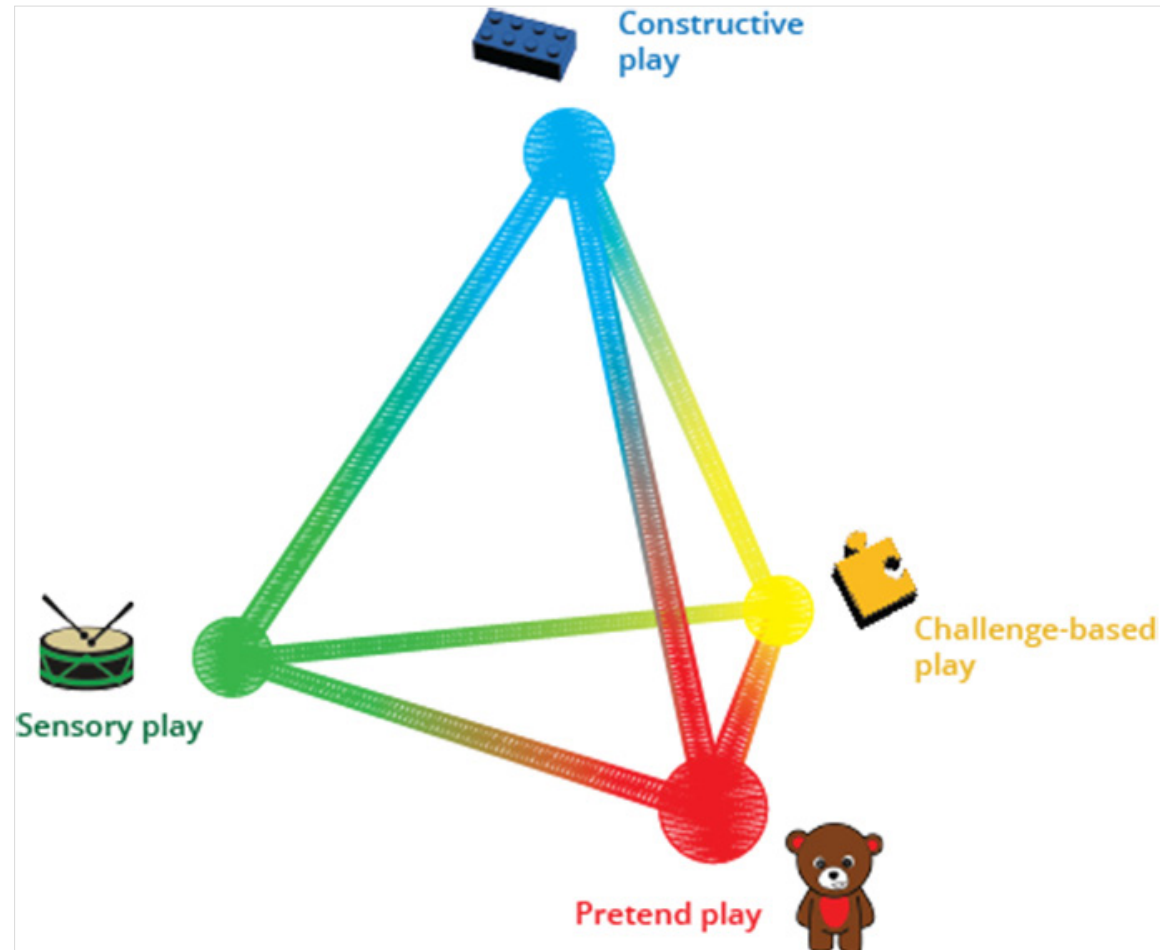 Constructive
play
Challenge-based
play
Sensory play
Pretend play